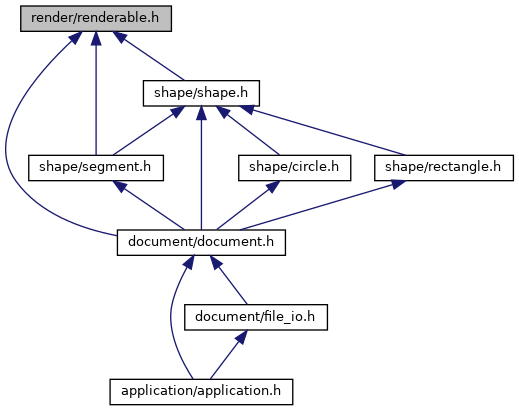 render/renderable.h
shape/shape.h
shape/segment.h
shape/circle.h
shape/rectangle.h
document/document.h
document/file_io.h
application/application.h